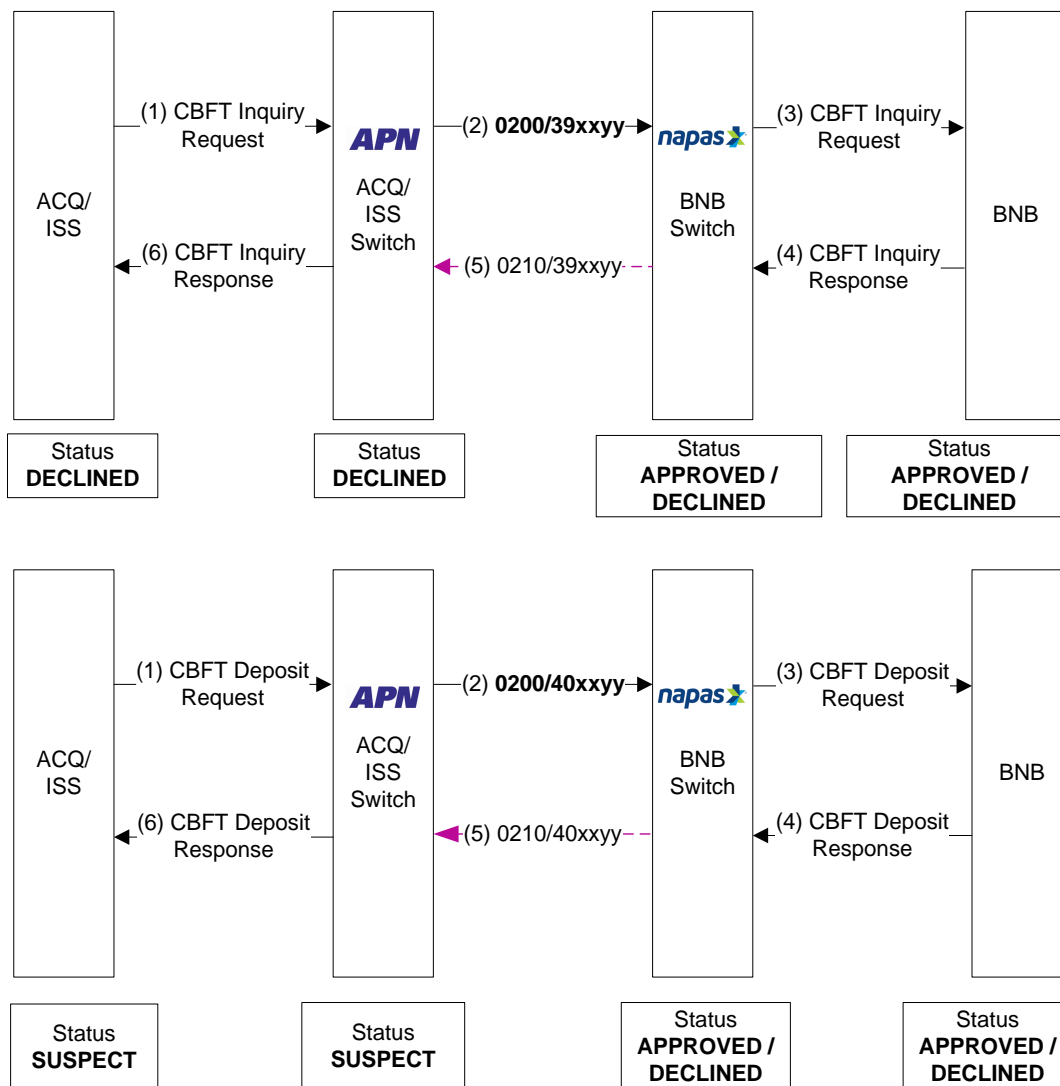 (1) CBFT Inquiry
Request
(2) 0200/39xxyy
(3) CBFT Inquiry
Request
APN
napas
ACQ/
ISS
ACQ/
ISS
Switch
BNB
Switch
BNB
(6) CBFT Inquiry
Response
(5) 0210/39xxyy
(4) CBFT Inquiry
Response
Status
DECLINED
Status
DECLINED
Status
APPROVED /
DECLINED
Status
APPROVED /
DECLINED
(1) CBFT Deposit
Request
(2) 0200/40xxyy
(3) CBFT Deposit
Request
APN
napas
ACQ/
ISS
ACQ/
ISS
Switch
BNB
Switch
BNB
(6) CBFT Deposit
Response
(5) 0210/40xxyy
(4) CBFT Deposit
Response
Status
SUSPECT
Status
SUSPECT
Status
APPROVED /
DECLINED
Status
APPROVED /
DECLINED